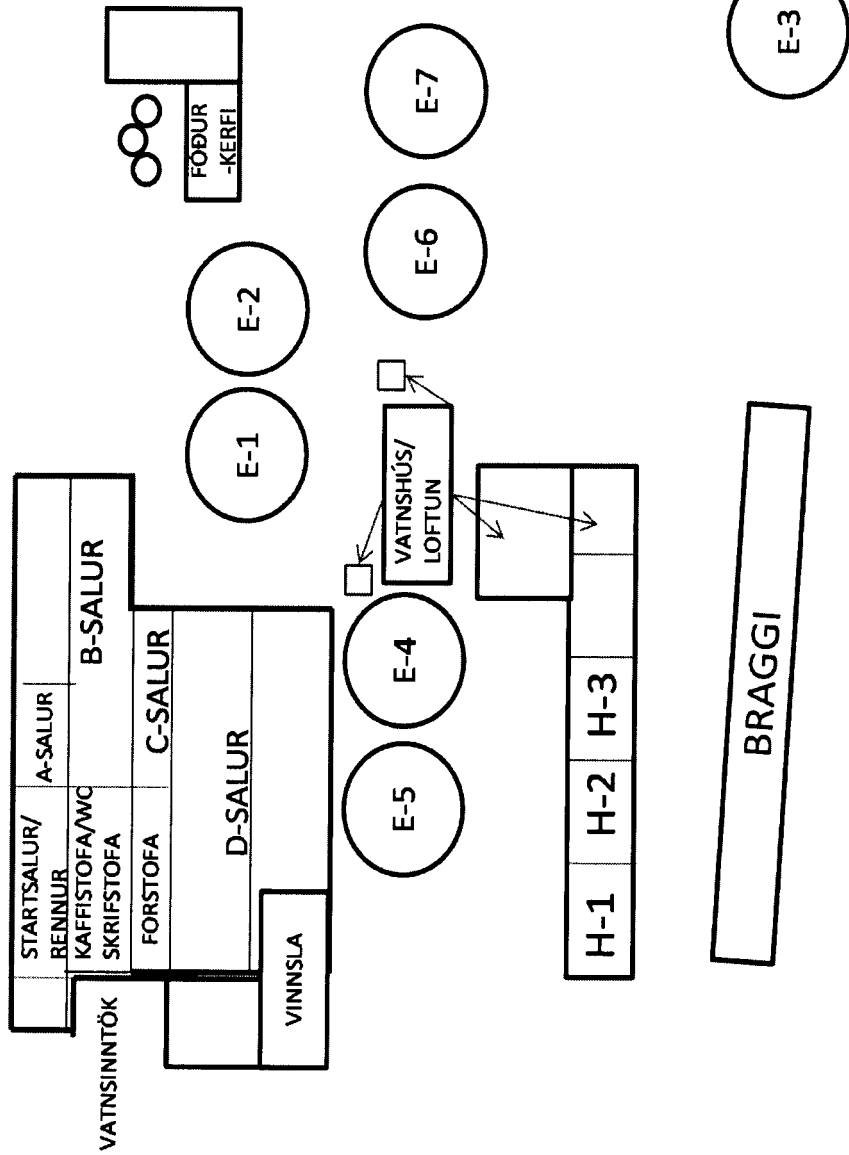 VATNSINNTÖK
STARTSALUR/
RENNUR
A-SALUR
KAFFISTOFA/WC
SKRIFSTOFA
B-SALUR
FORSTOFA
C-SALUR
D-SALUR
VINNSLA
E-1
E-2
FÓÐUR
-KERFI
E-5
E-4
VATNSHÚS/
LOFTUN
E-6
E-7
H-1
H-2
H-3
BRAGGI
E-3